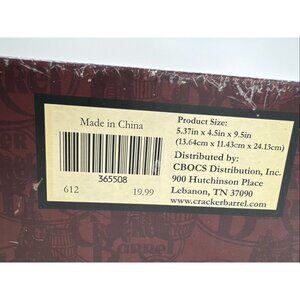 Made in China
365508
612 19.99
Product Size:
5.37in x 4.5in x 9.5in
(13.64cm x 11.43cm x 24.13cm)
Distributed by:
CBOCS Distribution, Inc.
900 Hutchinson Place
Lebanon, TN 37090
www.crackerbarrel.com